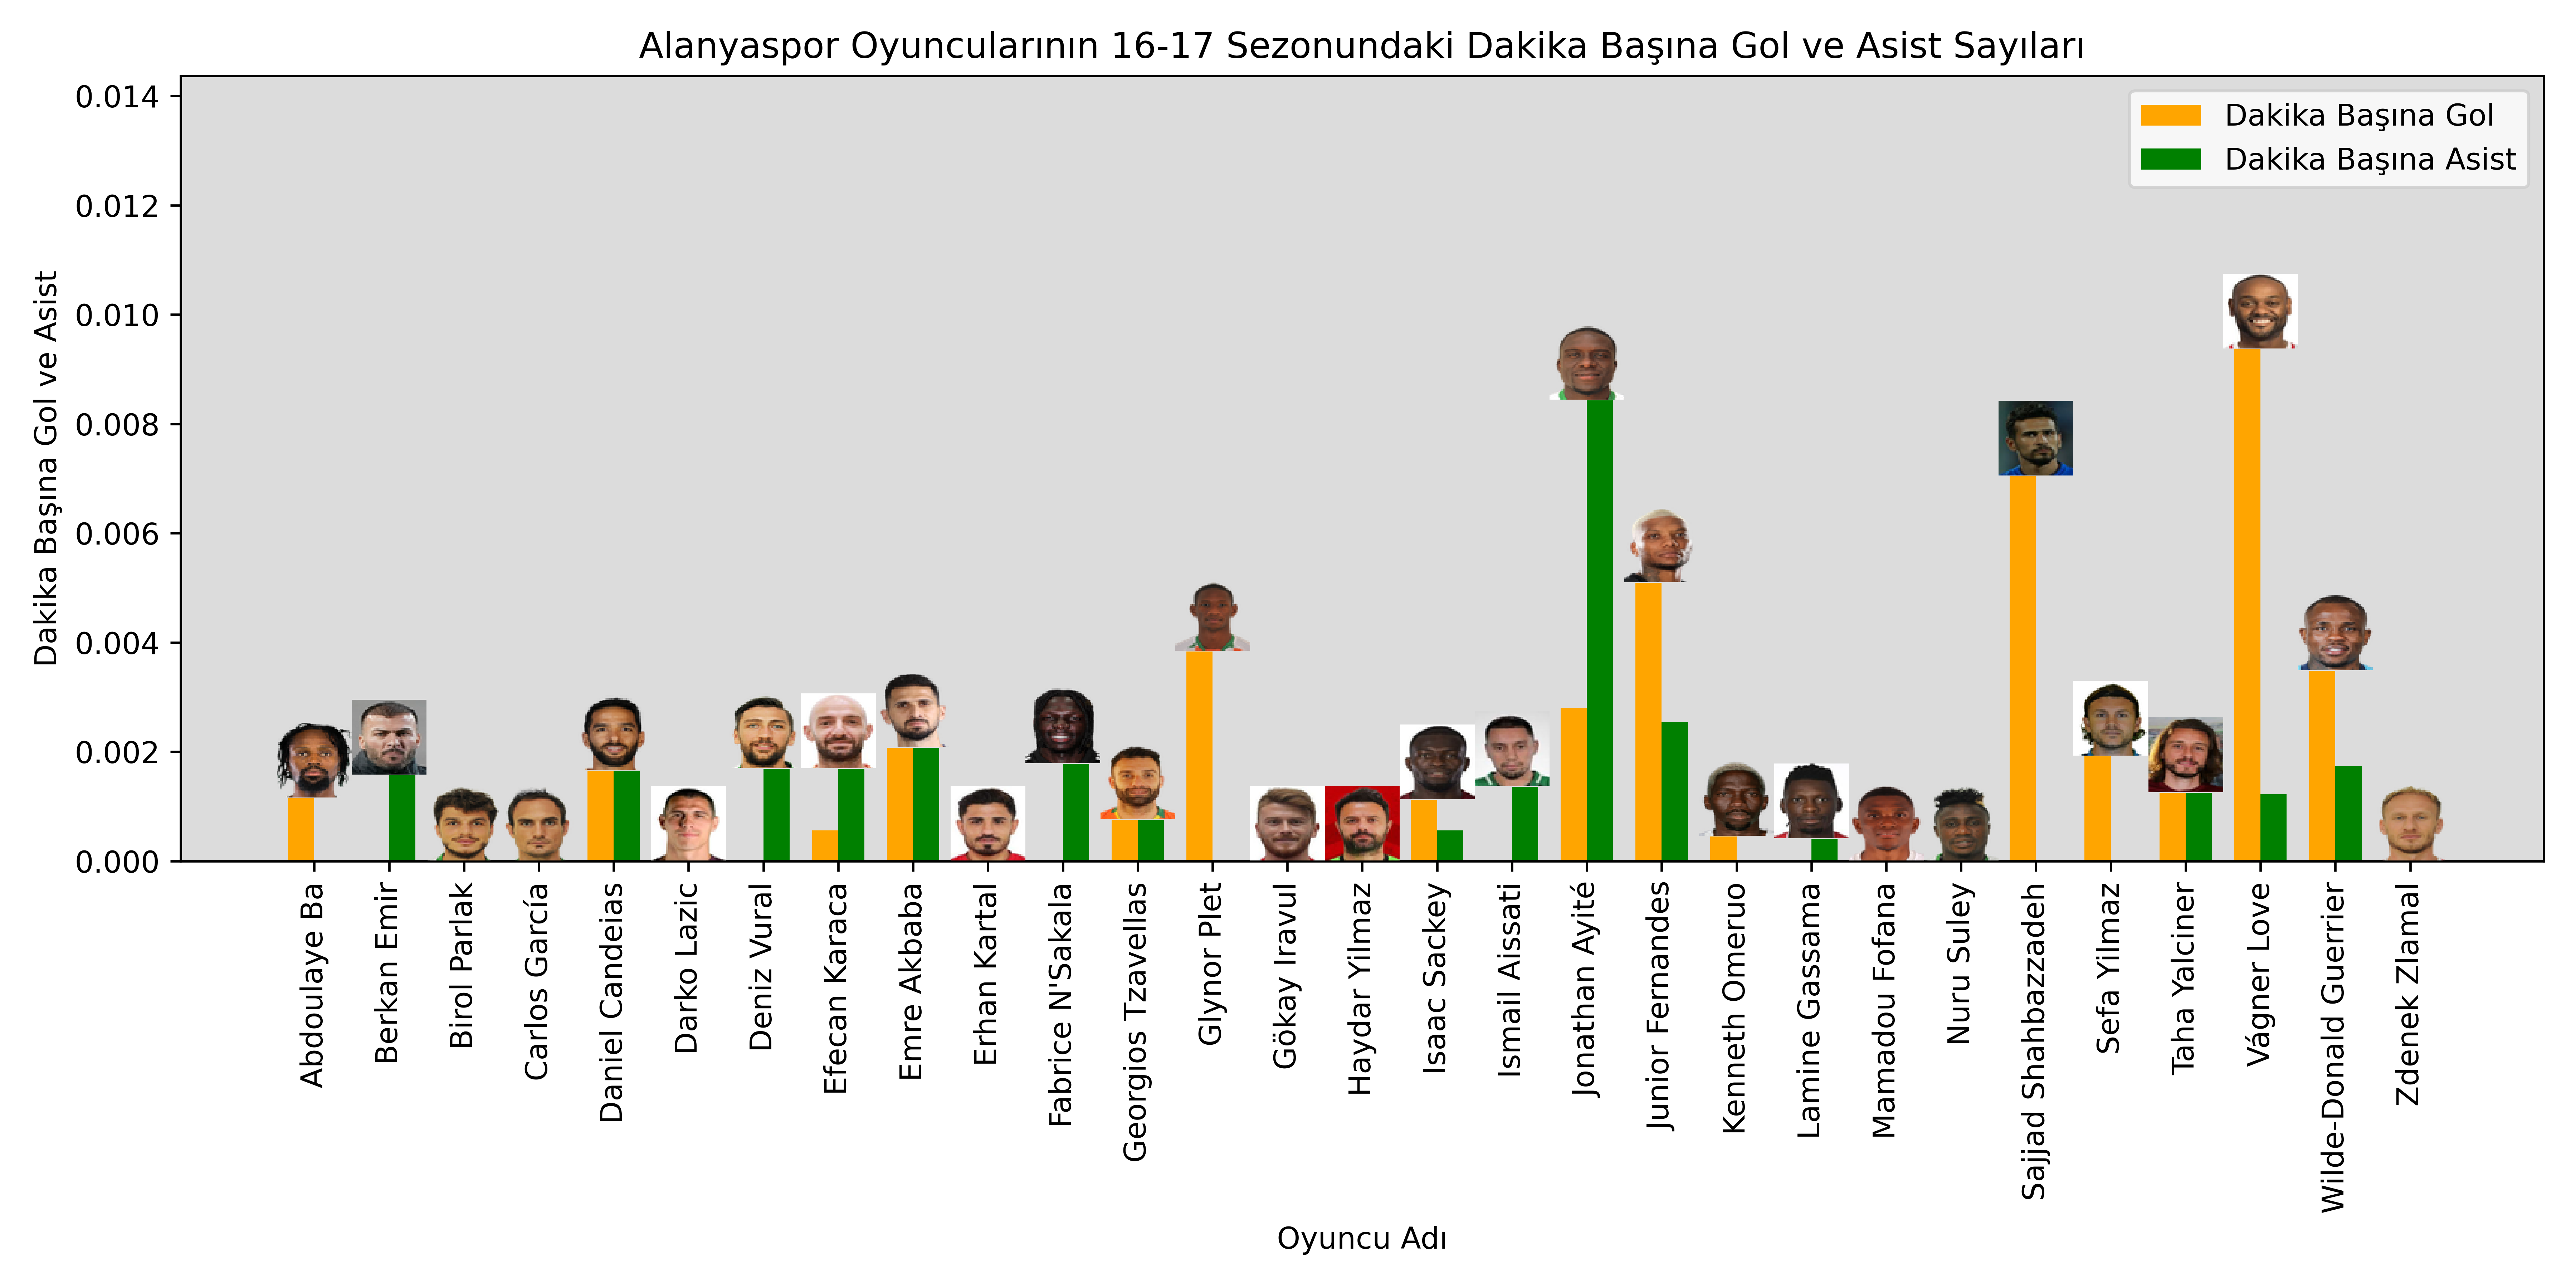 Alanyaspor Oyuncularının 16-17 Sezonundaki Dakika Başına Gol ve Asist Sayıları
Dakika Başına Gol
Dakika Başına Asist
Dakika Başına Gol ve Asist
0.014
0.012
0.010
0.008
0.006
0.004
0.002
0.000
Abdoulaye Ba
Berkan Emir
Birol Parlak
Carlos García
Daniel Candeias
Darko Lazic
Deniz Vural
Efecan Karaca
Emre Akbaba
Erhan Kartal
Fabrice N'Sakala
Georgios Tzavellas
Glynor Plet
Gökay Iravul
Haydar Yilmaz
Isaac Sackey
Ismail Aissati
Jonathan Ayité
Junior Fernandes
Kenneth Omeruo
Lamine Gassama
Mamadou Fofana
Nuru Suley
Sajjad Shahbazzadeh
Sefa Yilmaz
Taha Yalciner
Vágner Love
Wilde-Donald Guerrier
Zdenek Zlamal
Oyuncu Adı